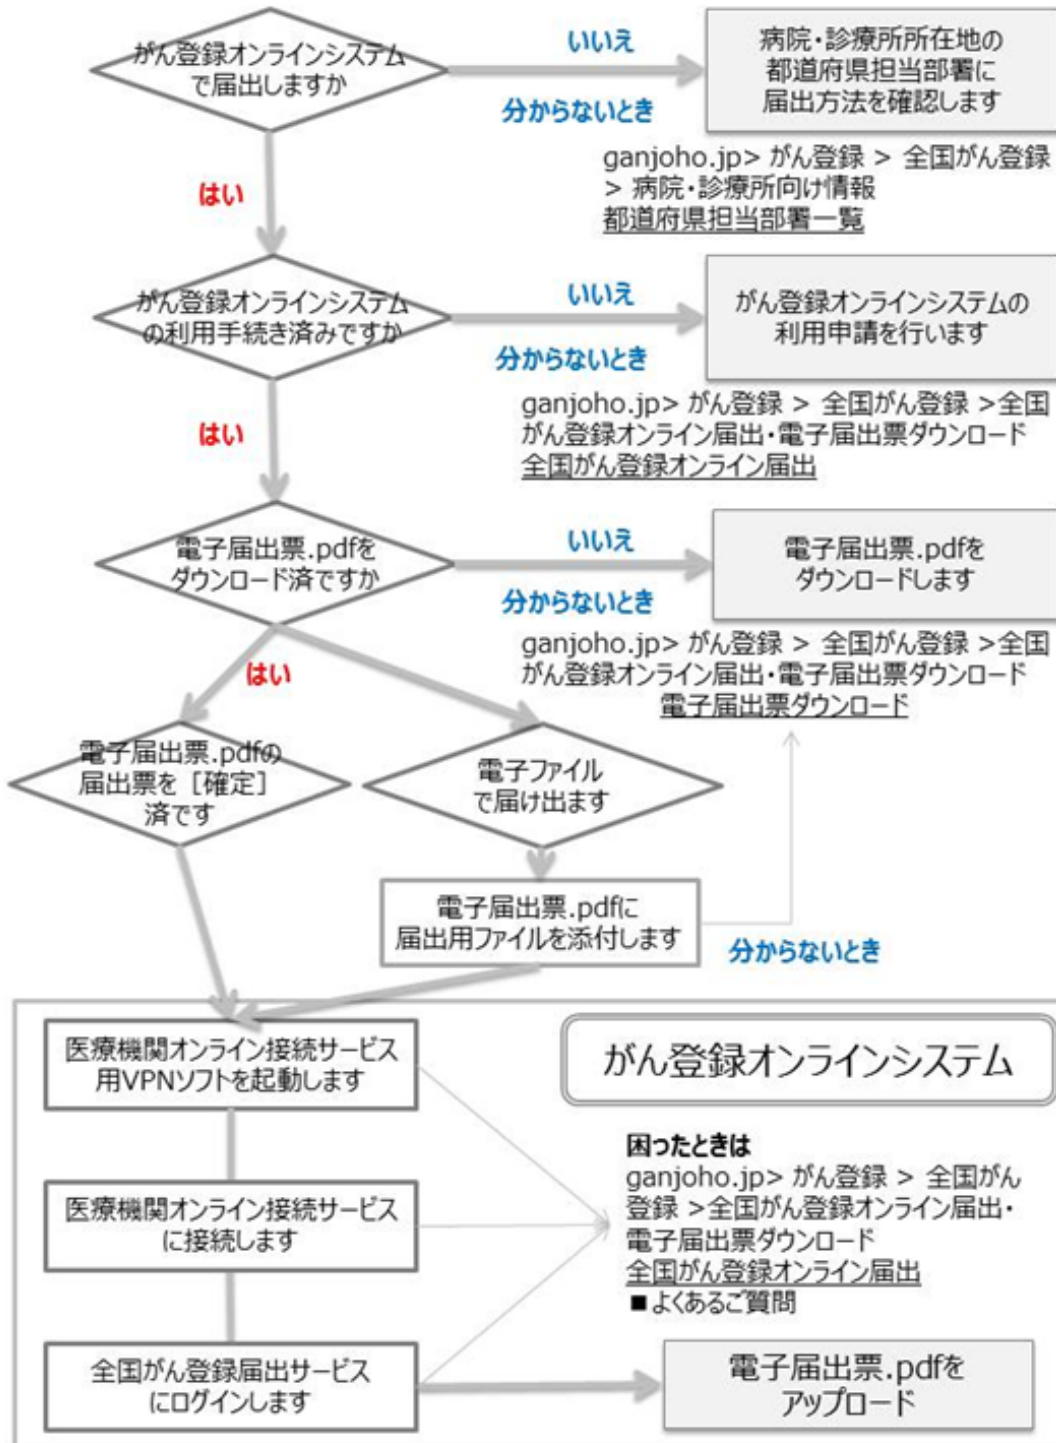 がん登録オンラインシステム
で届出しますか
いいえ
分からないとき
病院・診療所所在地の
都道府県担当部署に
届出方法を確認します
ganjoho.jp> がん登録 > 全国がん登録
> 病院・診療所向け情報
都道府県担当部署一覧
はい
がん登録オンラインシステム
の利用手続き済みですか
いいえ
分からないとき
がん登録オンラインシステムの
利用申請を行います
ganjoho.jp> がん登録 > 全国がん登録 >全国
がん登録オンライン届出・電子届出票ダウンロード
全国がん登録オンライン届出
はい
電子届出票.pdfを
ダウンロード済ですか
いいえ
分からないとき
電子届出票.pdfを
ダウンロードします
ganjoho.jp> がん登録 > 全国がん登録 >全国
がん登録オンライン届出・電子届出票ダウンロード
電子届出票ダウンロード
はい
電子届出票.pdfの
届出票を［確定］
済です
電子ファイル
で届け出ます
電子届出票.pdfに
届出用ファイルを添付します
分からないとき
医療機関オンライン接続サービス
用VPNソフトを起動します
がん登録オンラインシステム
医療機関オンライン接続サービス
に接続します
困ったときは
ganjoho.jp> がん登録 > 全国がん
登録 >全国がん登録オンライン届出・
電子届出票ダウンロード
全国がん登録オンライン届出
■よくあるご質問
全国がん登録届出サービス
にログインします
電子届出票.pdfを
アップロード